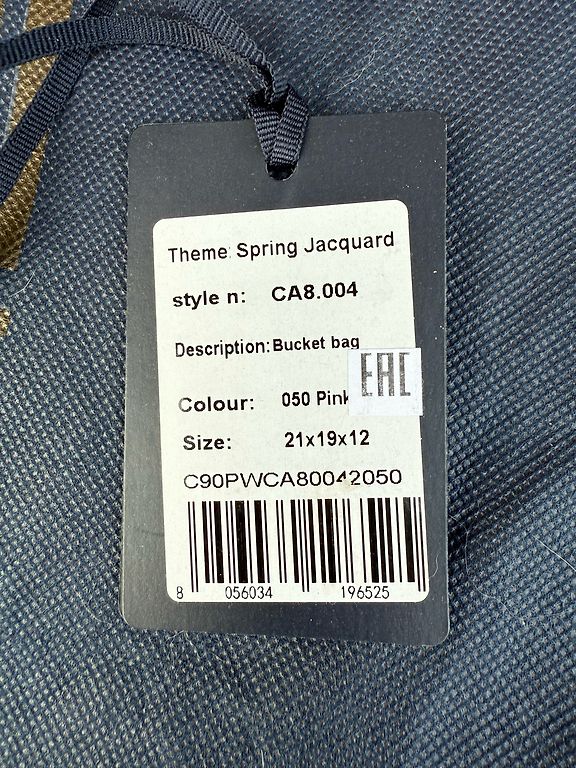 Theme: Spring Jacquard
style n: CA8.004
Description: Bucket bag
EAC
Colour: 050 Pink
Size: 21x19x12
C90PWCA80042050
8 056034 196525